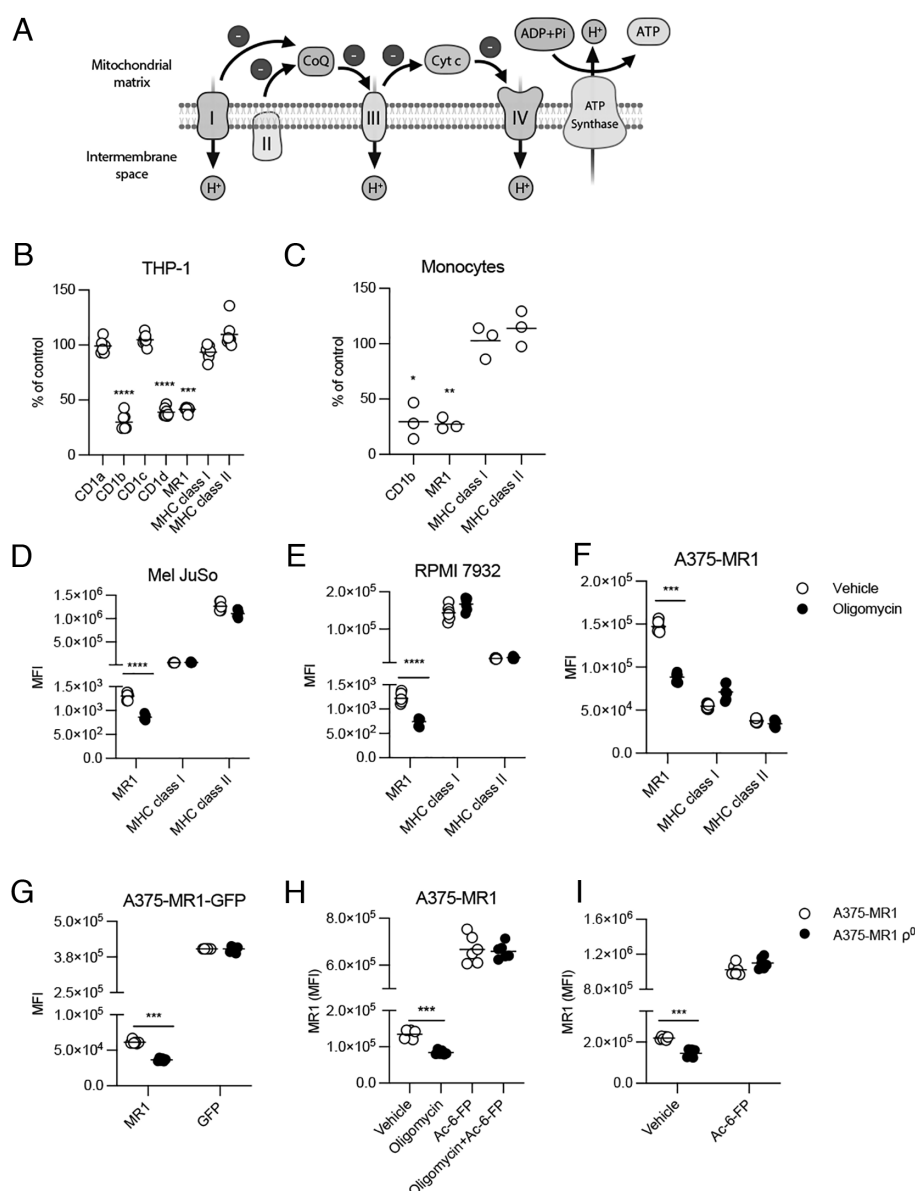 A
Mitochondrial
matrix
Intermembrane
space
-
-
CoQ
-
-
Cyt c
-
ADP+Pi
H⁺
ATP
I
II
III
IV
ATP
Synthase
H⁺
H⁺
H⁺
B
THP-1
% of control
150
100
50
0
****
****
***
CD1a
CD1b
CD1c
CD1d
MR1
MHC class I
MHC class II
C
Monocytes
% of control
150
100
50
0
*
**
CD1b
MR1
MHC class I
MHC class II
D
Mel JuSo
MFI
1.5×10⁶
1.0×10⁶
5.0×10⁵
1.5×10³
1.0×10³
5.0×10²
0.0
****
MR1
MHC class I
MHC class II
E
RPMI 7932
MFI
2.0×10⁵
1.0×10⁵
1.5×10³
1.0×10³
5.0×10²
0.0
****
MR1
MHC class I
MHC class II
F
A375-MR1
MFI
2.0×10⁵
1.5×10⁵
1.0×10⁵
5.0×10⁴
0.0
***
MR1
MHC class I
MHC class II
Vehicle
Oligomycin
G
A375-MR1-GFP
MFI
5.0×10⁵
3.8×10⁵
2.5×10⁵
1.0×10⁵
5.0×10⁴
0.0
***
MR1
GFP
H
A375-MR1
MR1 (MFI)
8.0×10⁵
6.0×10⁵
2.0×10⁵
1.0×10⁵
0.0
***
Vehicle
Oligomycin
Ac-6-FP
Oligomycin+Ac-6-FP
I
MR1 (MFI)
1.6×10⁶
1.2×10⁶
8.0×10⁵
2.0×10⁵
0.0
***
Vehicle
Ac-6-FP
A375-MR1
A375-MR1 ρ⁰